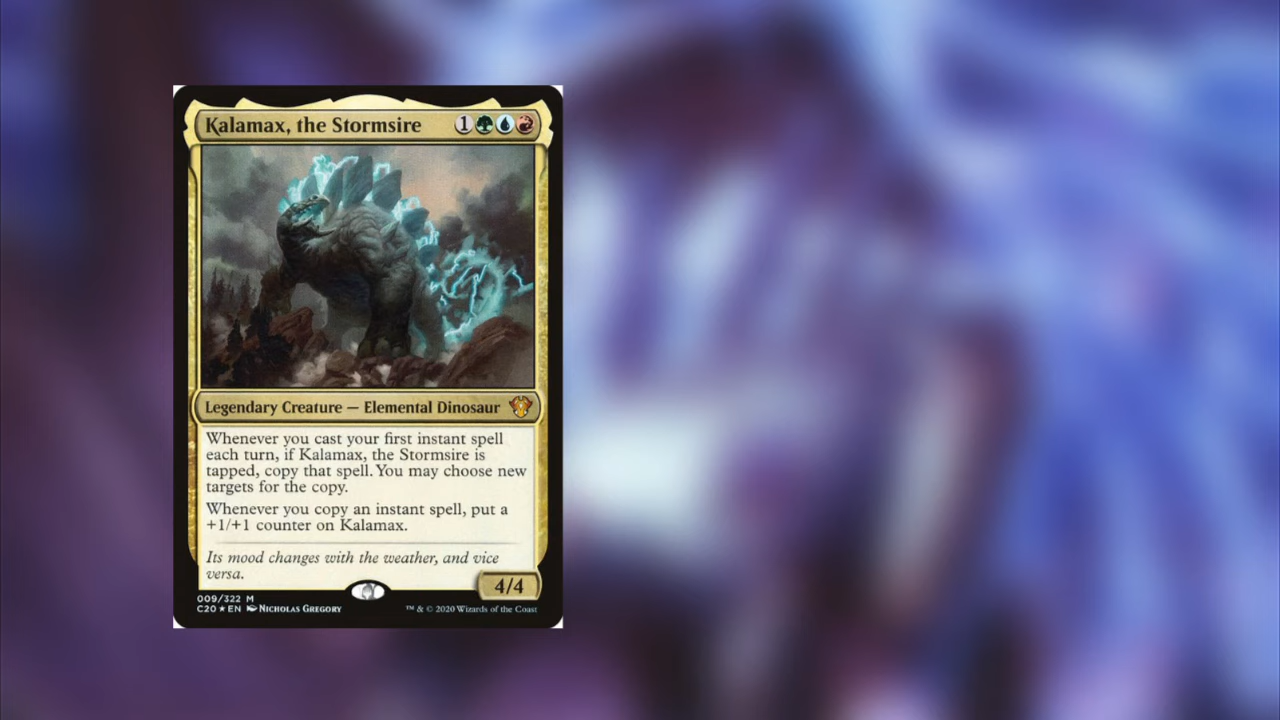 Kalamax, the Stormsire 1
Legendary Creature — Elemental Dinosaur
Whenever you cast your first instant spell
each turn, if Kalamax, the Stormsire is
tapped, copy that spell. You may choose new
targets for the copy.
Whenever you copy an instant spell, put a
+1/+1 counter on Kalamax.
Its mood changes with the weather, and vice
versa.
4/4
009/322 M
C20 ★ EN Nicholas Gregory ™ & © 2020 Wizards of the Coast